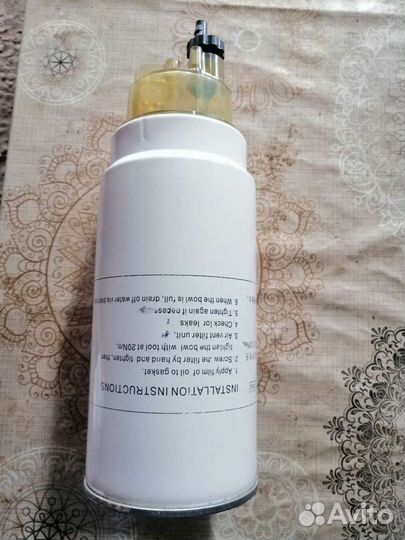 INSTALLATION INSTRUCTIONS
1. Apply film of oil to gasket.
2. Screw the filter by hand and tighten, then
tighten the bowl with tool at 20Nm.
3. Air vent filter unit.
4. Check for leaks.
5. Tighten again if
6. When the bowl is full, drain off water via
Avito